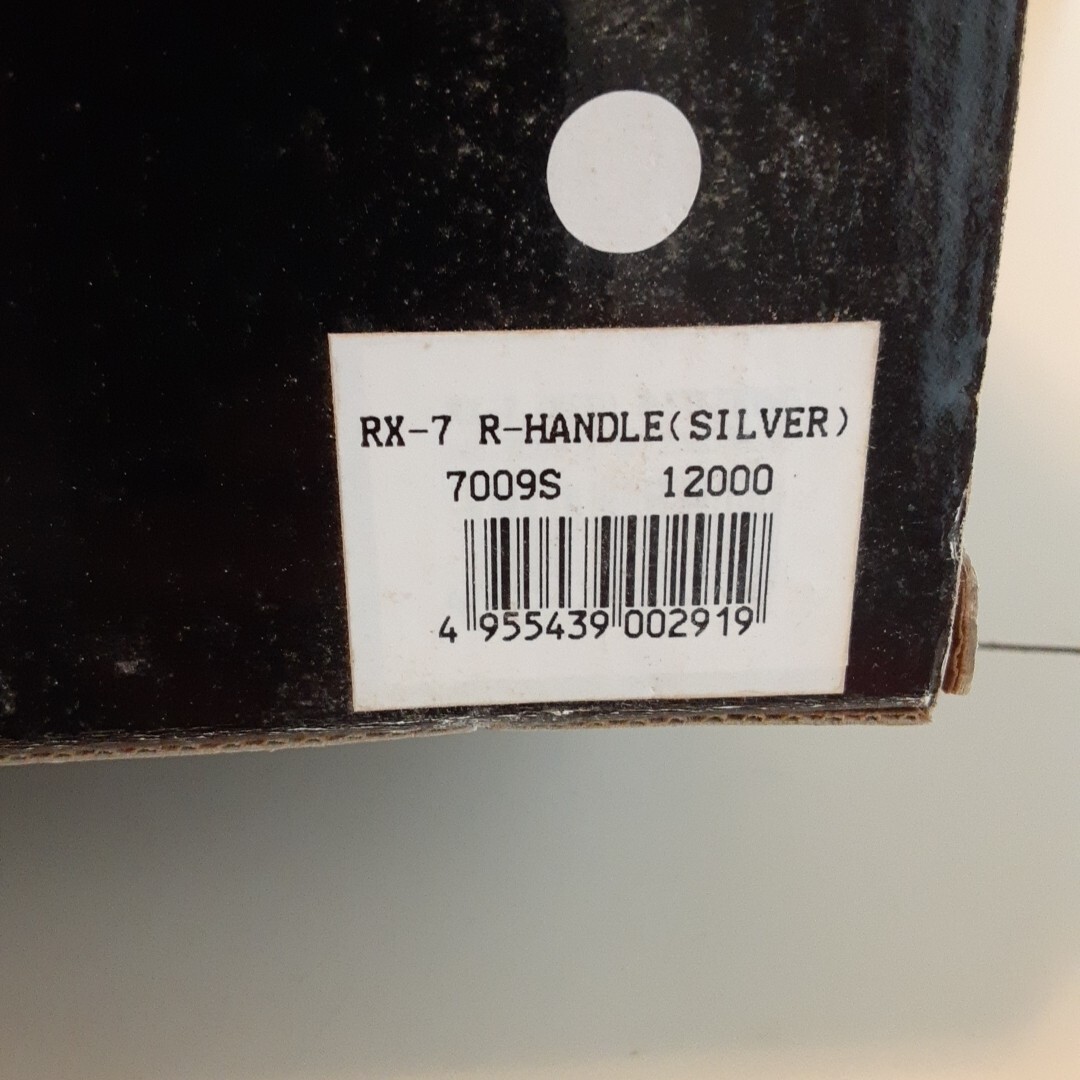 RX-7 R-HANDLE(SILVER)
7009S 12000
4 955439 002919